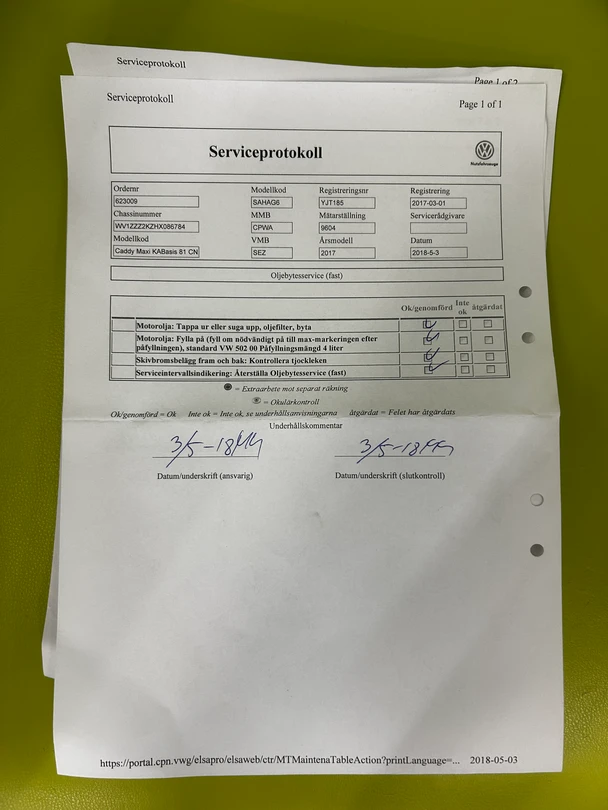 Serviceprotokoll
Page 1 of 2
Serviceprotokoll
Page 1 of 1
Serviceprotokoll
Nutzfahrzeuge
Ordernr Modellkod Registreringsnr Registrering
623009 SAHAG6 YJT185 2017-03-01
Chassinummer MMB Mätarställning Servicerådgivare
WV1ZZZ2KZHX086784 CPWA 9604
Modellkod VMB Årsmodell Datum
Caddy Maxi KABasis 81 CN SEZ 2017 2018-5-3
Oljebytesservice (fast)
Ok/genomförd Inte ok åtgärdat
Motorolja: Tappa ur eller suga upp, oljefilter, byta
Motorolja: Fylla på (fyll om nödvändigt på till max-markeringen efter
påfyllningen), standard VW 502 00 Påfyllningsmängd 4 liter
Skivbromsbelägg fram och bak: Kontrollera tjockleken
Serviceintervallsindikering: Återställa Oljebytesservice (fast)
= Extraarbete mot separat räkning
= Okulärkontroll
Ok/genomförd = Ok Inte ok = Inte ok, se underhållsanvisningarna åtgärdat = Felet har åtgärdats
Underhållskommentar
3/5-18 3/5-18
Datum/underskrift (ansvarig) Datum/underskrift (slutkontroll)
https://portal.cpn.vwg/elsapro/elsaweb/ctr/MTMaintenaTableAction?printLanguage=... 2018-05-03